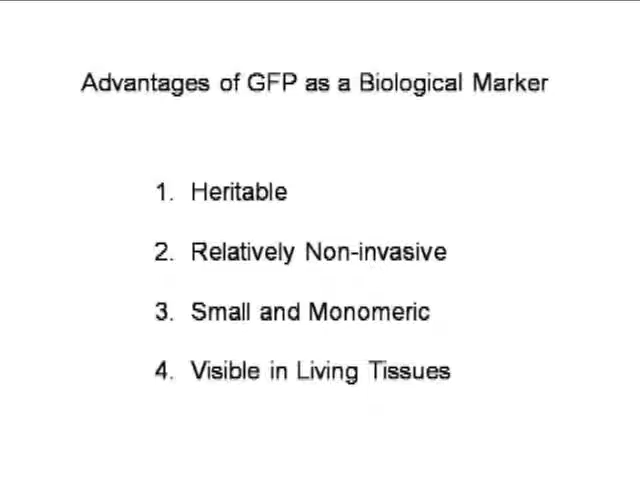 Advantages of GFP as a Biological Marker
1. Heritable
2. Relatively Non-invasive
3. Small and Monomeric
4. Visible in Living Tissues